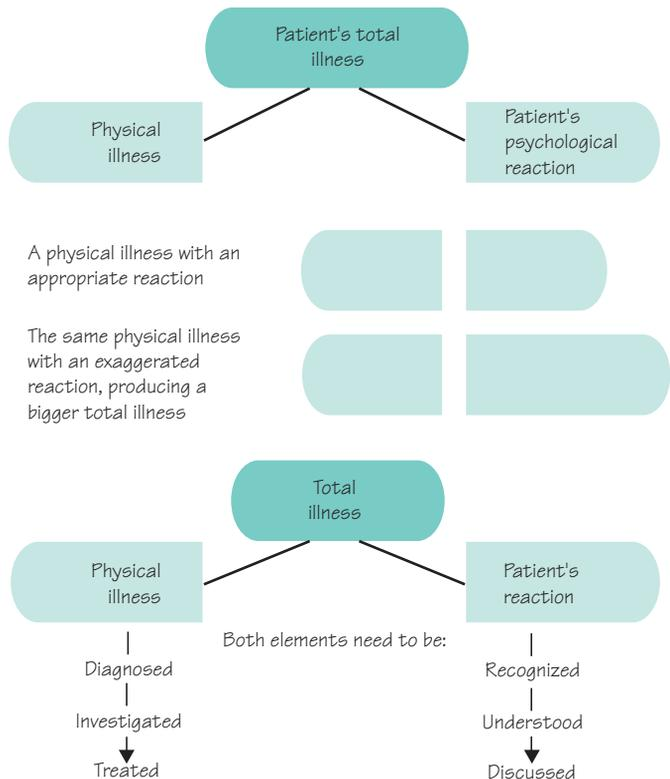 Patient's total
illness
Physical
illness
Patient's
psychological
reaction
A physical illness with an
appropriate reaction
The same physical illness
with an exaggerated
reaction, producing a
bigger total illness
Total
illness
Physical
illness
Patient's
reaction
Both elements need to be:
Diagnosed
Investigated
Treated
Recognized
Understood
Discussed